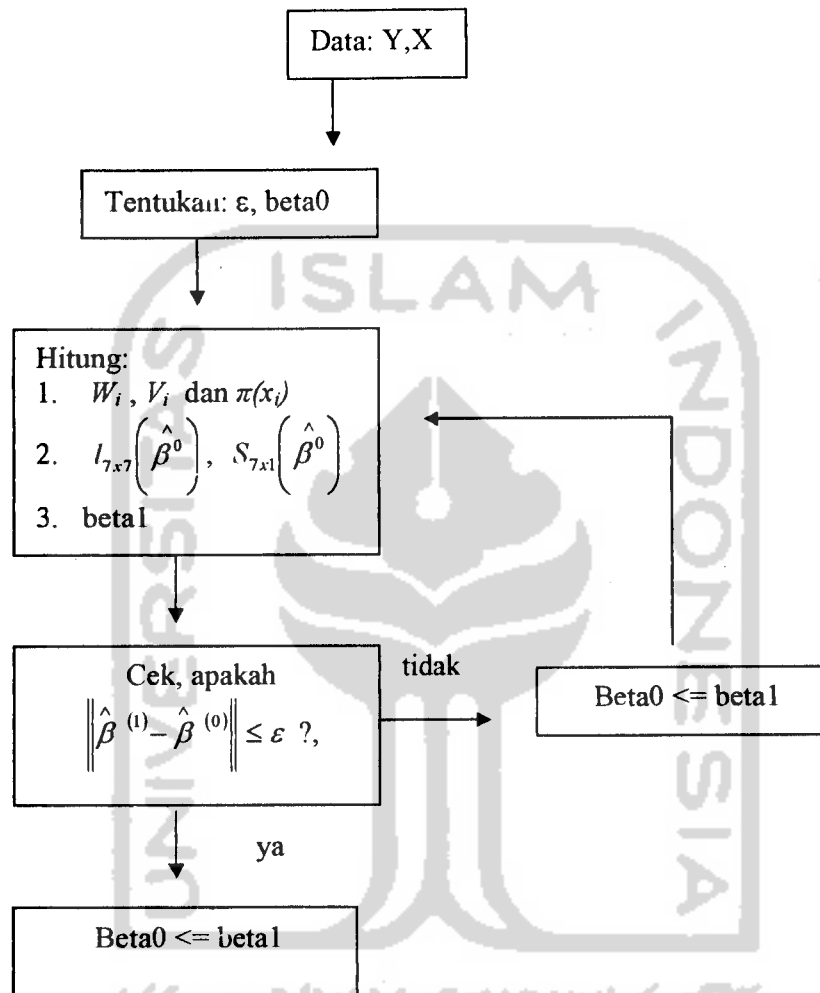 Data: Y,X
Tentukan: ε, beta0
Hitung:
1. Wᵢ , Vᵢ dan π(xᵢ)
2. I₇ₓ₇(β̂⁰) , S₇ₓ₁(β̂⁰)
3. beta1
Cek, apakah
‖β̂ ⁽¹⁾ − β̂ ⁽⁰⁾‖ ≤ ε ?,
tidak
Beta0 <= beta1
ya
Beta0 <= beta1
UNIVERSITAS
ISLAM
INDONESIA